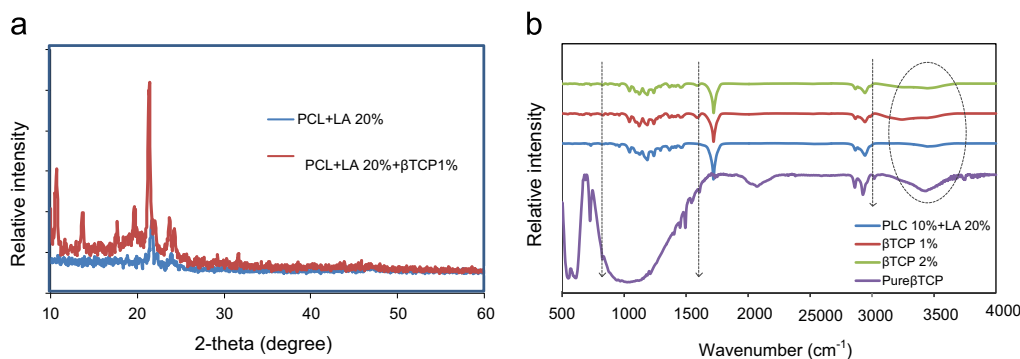 a
Relative intensity
PCL+LA 20%
PCL+LA 20%+βTCP1%
10 20 30 40 50 60
2-theta (degree)
b
Relative intensity
PLC 10%+LA 20%
βTCP 1%
βTCP 2%
PureβTCP
500 1000 1500 2000 2500 3000 3500 4000
Wavenumber (cm-1)